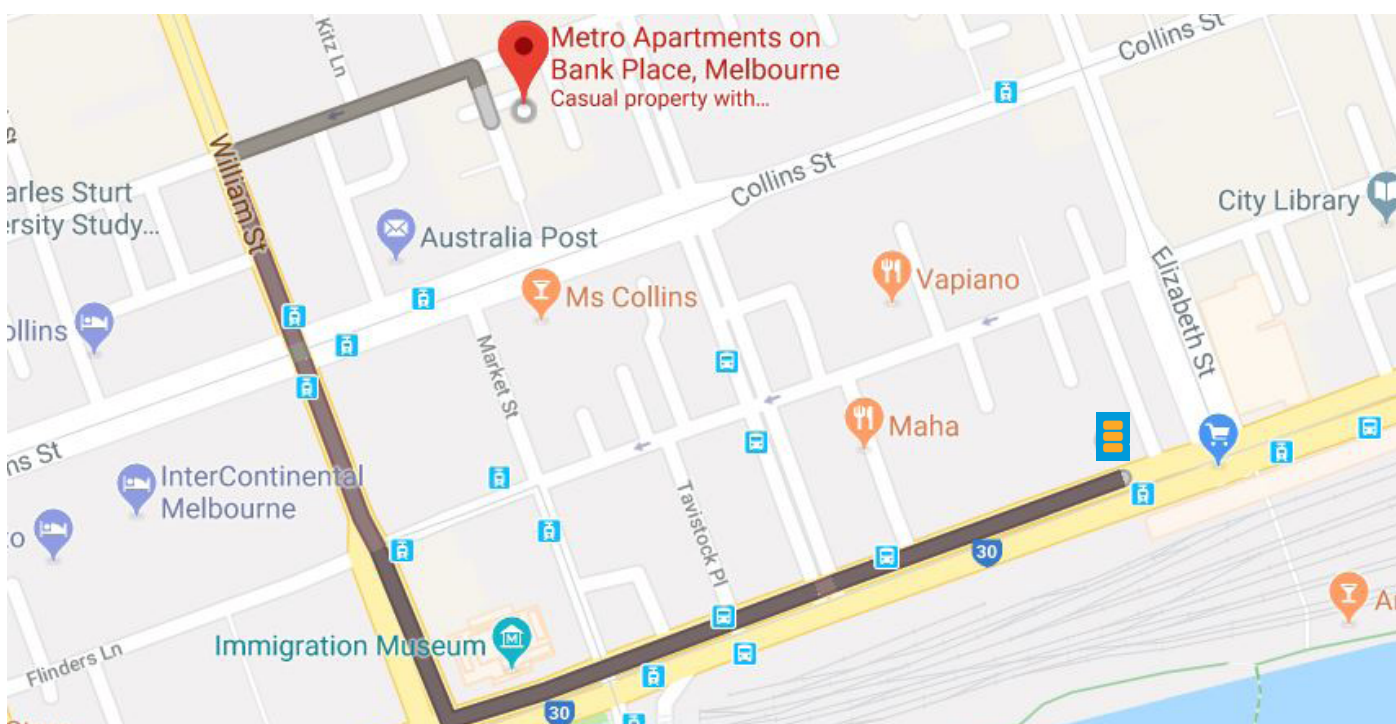 Metro Apartments on
Bank Place, Melbourne
Casual property with...
Kitz Ln
Collins St
William St
arles Sturt
ersity Study...
Collins St
City Library
Australia Post
Elizabeth St
Vapiano
Ms Collins
ollins
Market St
Maha
ns St
InterContinental
Melbourne
Tavistock Pl
30
Immigration Museum
Flinders Ln
30